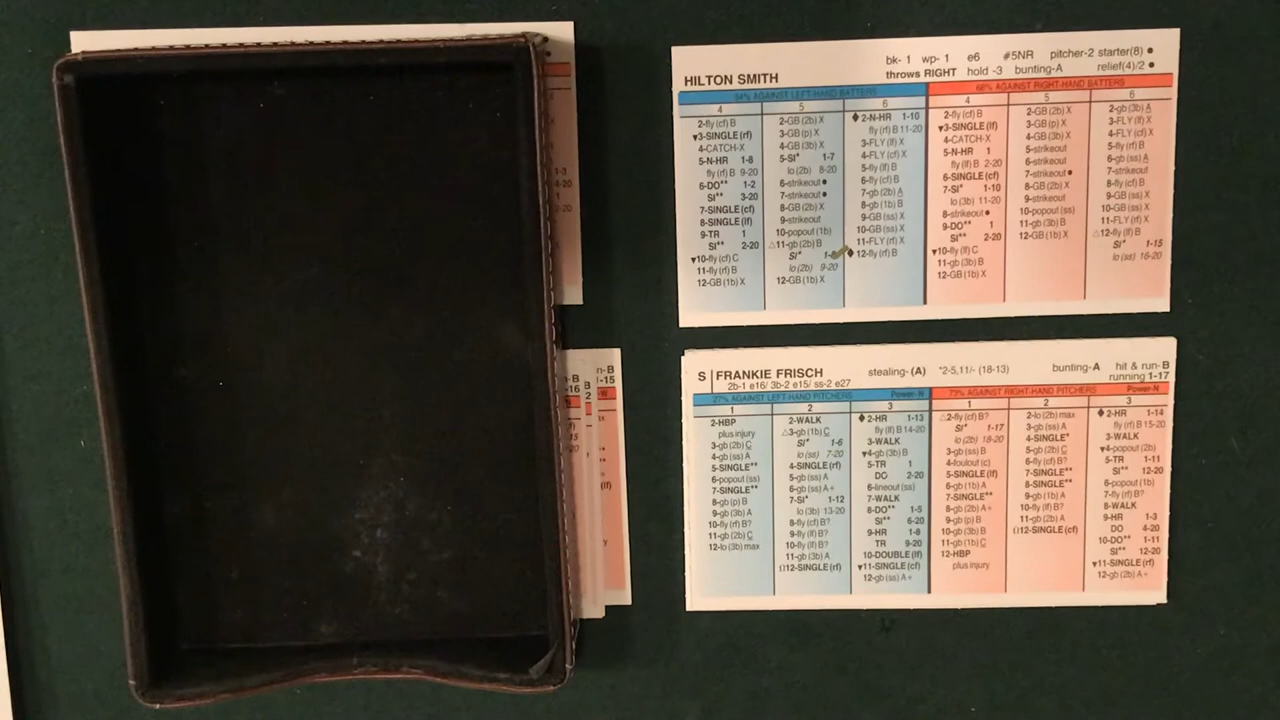 bk- 1 wp- 1 e6 #5NR pitcher-2 starter(8) ●
HILTON SMITH throws RIGHT hold -3 bunting-A relief(4)/2 ●
34% AGAINST LEFT-HAND BATTERS 66% AGAINST RIGHT-HAND BATTERS
4
2-fly (cf) B
▼3-SINGLE (rf)
4-CATCH-X
5-N-HR 1-8
fly (rf) B 9-20
6-DO** 1-2
SI** 3-20
7-SINGLE (cf)
8-SINGLE (lf)
9-TR 1
SI** 2-20
▼10-fly (cf) C
11-fly (rf) B
12-GB (1b) X
5
2-GB (2b) X
3-GB (p) X
4-GB (3b) X
5-SI* 1-7
lo (2b) 8-20
6-strikeout●
7-strikeout●
8-GB (2b) X
9-strikeout
10-popout (1b)
△11-gb (2b) B
SI*
lo (2b) 9-20
12-GB (1b) X
6
◆2-N-HR 1-10
fly (rf) B 11-20
3-FLY (lf) X
4-FLY (cf) X
5-fly (lf) B
6-fly (cf) B
7-gb (2b) A
8-gb (1b) B
9-GB (ss) X
10-GB (ss) X
11-FLY (rf) X
◆12-fly (rf) B
4
2-fly (cf) B
▼3-SINGLE (lf)
4-CATCH-X
5-N-HR 1
fly (lf) B 2-20
6-SINGLE (cf)
7-SI* 1-10
lo (3b) 11-20
8-strikeout●
9-DO** 1
SI** 2-20
▼10-fly (lf) C
11-gb (3b) B
12-GB (1b) X
5
2-GB (2b) X
3-GB (p) X
4-GB (3b) X
5-strikeout
6-strikeout
7-strikeout●
8-GB (2b) X
9-strikeout
10-popout (ss)
11-gb (3b) B
12-GB (1b) X
6
2-gb (3b) A
3-FLY (lf) X
4-FLY (cf) X
5-fly (rf) B
6-gb (ss) A
7-strikeout
8-fly (cf) B
9-GB (ss) X
10-GB (ss) X
11-FLY (rf) X
△12-fly (lf) B
SI* 1-15
lo (ss) 16-20
S FRANKIE FRISCH stealing- (A) *2-5,11/- (18-13) bunting-A hit & run-B
2b-1 e16/ 3b-2 e15/ ss-2 e27 running 1-17
27% AGAINST LEFT-HAND PITCHERS Power-N 73% AGAINST RIGHT-HAND PITCHERS Power-N
1
2-HBP
plus injury
3-gb (2b) C
4-gb (ss) A
5-SINGLE**
6-popout (ss)
7-SINGLE**
8-gb (p) B
9-gb (3b) A
10-fly (rf) B?
11-gb (2b) C
12-lo (3b) max
2
2-WALK
△3-gb (1b) C
SI* 1-6
lo (ss) 7-20
4-SINGLE (rf)
5-gb (ss) A
6-gb (ss) A+
7-SI* 1-12
lo (3b) 13-20
8-fly (cf) B?
9-fly (lf) B?
10-fly (lf) B?
11-gb (3b) A
Ω12-SINGLE (rf)
3
◆2-HR 1-13
fly (lf) B 14-20
3-WALK
▼4-gb (3b) B
5-TR 1
DO 2-20
6-lineout (ss)
7-WALK
8-DO** 1-5
SI** 6-20
9-HR 1-8
TR 9-20
10-DOUBLE (lf)
▼11-SINGLE (cf)
12-gb (ss) A+
1
△2-fly (cf) B?
SI* 1-17
lo (2b) 18-20
3-gb (ss) B
4-foulout (c)
5-SINGLE (lf)
6-gb (1b) A
7-SINGLE**
8-gb (2b) A+
9-gb (p) B
10-gb (3b) B
11-gb (1b) C
12-HBP
plus injury
2
2-lo (2b) max
3-gb (ss) A
4-SINGLE*
5-gb (2b) C
6-fly (cf) B?
7-SINGLE**
8-SINGLE**
9-gb (1b) A
10-fly (lf) B?
11-gb (2b) A
Ω12-SINGLE (cf)
3
◆2-HR 1-14
fly (rf) B 15-20
3-WALK
▼4-popout (2b)
5-TR 1-11
SI** 12-20
6-popout (1b)
7-fly (rf) B?
8-WALK
9-HR 1-3
DO 4-20
10-DO** 1-11
SI** 12-20
▼11-SINGLE (rf)
12-gb (2b) A+